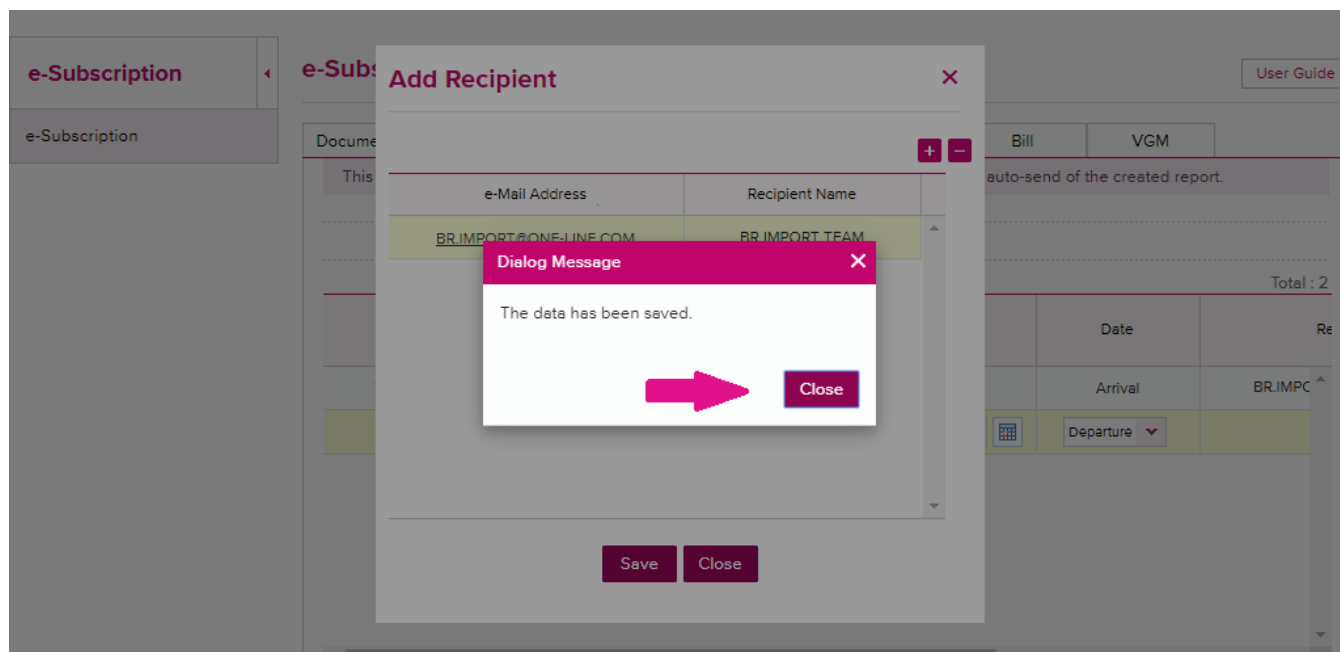 e-Subscription
e-Subs
Add Recipient
User Guide
e-Subscription
Docume
Bill
VGM
This
auto-send of the created report.
e-Mail Address
Recipient Name
BR.IMPORT@ONE-LINE.COM
BR IMPORT TEAM
Dialog Message
Total : 2
The data has been saved.
Date
Re
Close
Arrival
BR.IMPC
Departure
Save
Close